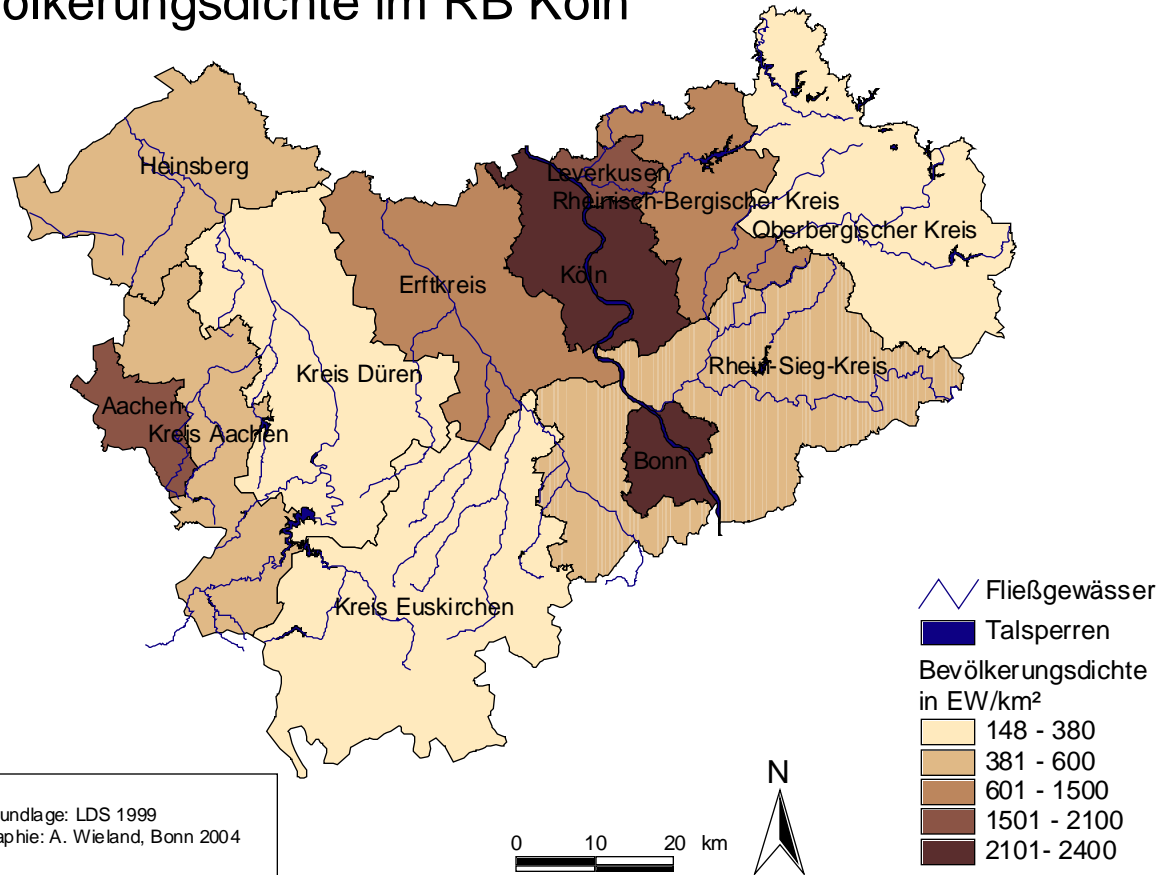 völkerungsdichte im RB Köln
Heinsberg
Leverkusen
Rheinisch-Bergischer Kreis
Oberbergischer Kreis
Köln
Erftkreis
Rhein-Sieg-Kreis
Kreis Düren
Aachen
Kreis Aachen
Bonn
Kreis Euskirchen
Fließgewässer
Talsperren
Bevölkerungsdichte
in EW/km²
148 - 380
381 - 600
601 - 1500
1501 - 2100
2101- 2400
N
0 10 20 km
undlage: LDS 1999
aphie: A. Wieland, Bonn 2004